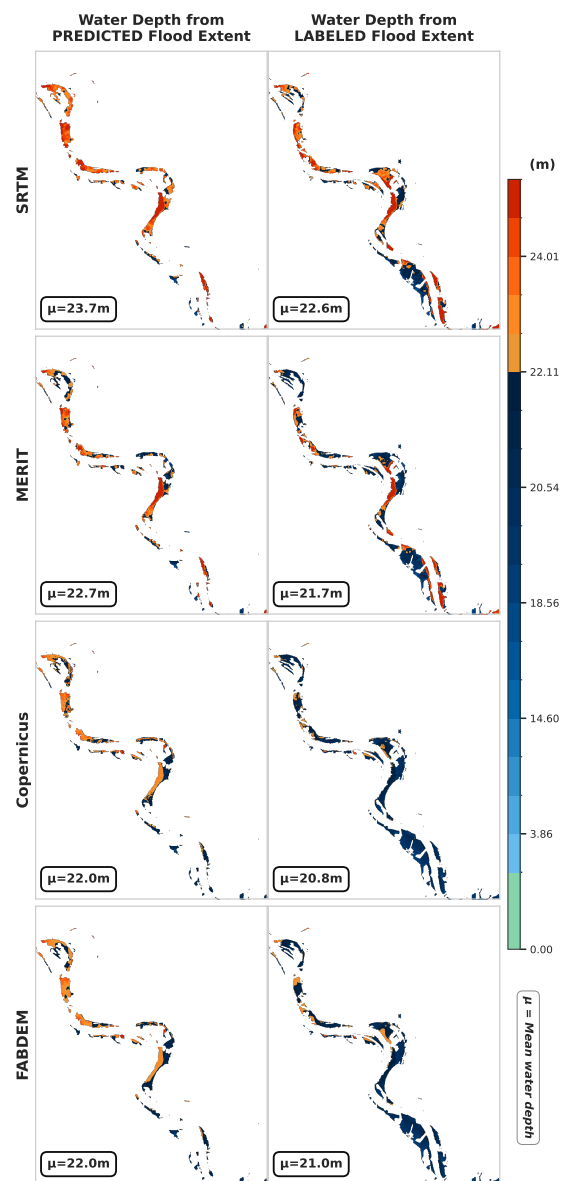 Water Depth from
PREDICTED Flood Extent
Water Depth from
LABELED Flood Extent
SRTM
μ=23.7m
μ=22.6m
MERIT
μ=22.7m
μ=21.7m
Copernicus
μ=22.0m
μ=20.8m
FABDEM
μ=22.0m
μ=21.0m
(m)
24.01
22.11
20.54
18.56
14.60
3.86
0.00
μ = Mean water depth